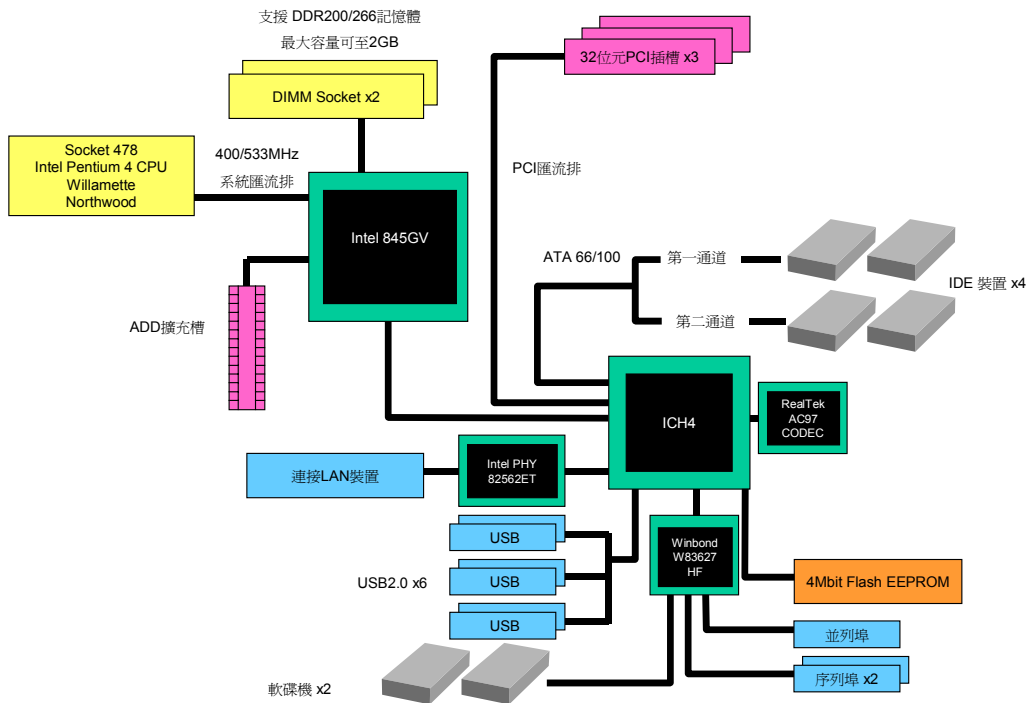 支援 DDR200/266記憶體
最大容量可至2GB
DIMM Socket x2
32位元PCI插槽 x3
Socket 478
Intel Pentium 4 CPU
Willamette
Northwood
400/533MHz
系統匯流排
PCI匯流排
Intel 845GV
ATA 66/100
第一通道
IDE 裝置 x4
第二通道
ADD擴充槽
ICH4
RealTek
AC97
CODEC
連接LAN裝置
Intel PHY
82562ET
USB
USB2.0 x6
USB
USB
Winbond
W83627
HF
4Mbit Flash EEPROM
並列埠
序列埠 x2
軟碟機 x2